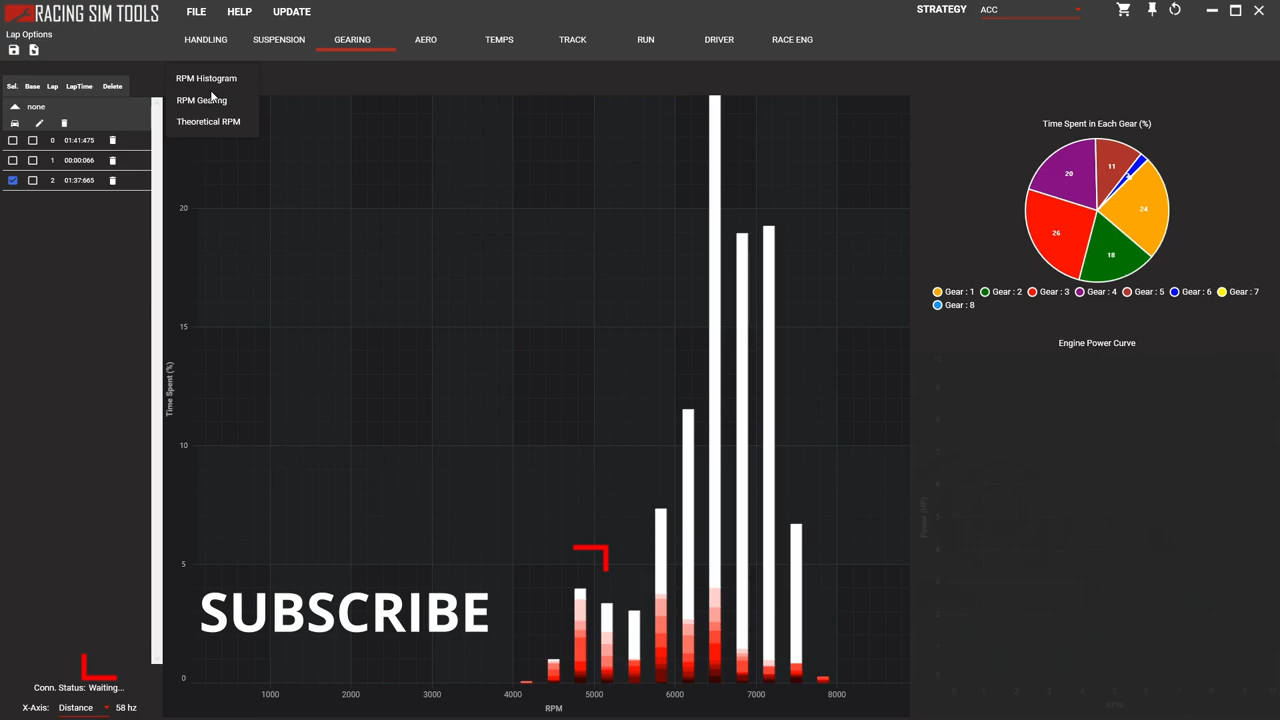 RACING SIM TOOLS
FILE HELP UPDATE
STRATEGY ACC
Lap Options
HANDLING SUSPENSION GEARING AERO TEMPS TRACK RUN DRIVER RACE ENG
Sel. Base Lap LapTime Delete
none
0 01:41:475
1 00:00:066
2 01:37:665
RPM Histogram
RPM Gearing
Theoretical RPM
Time Spent (%)
20
15
10
5
0
1000 2000 3000 4000 5000 6000 7000 8000
RPM
Time Spent in Each Gear (%)
20 11 24 26 18
Gear : 1 Gear : 2 Gear : 3 Gear : 4 Gear : 5 Gear : 6 Gear : 7
Gear : 8
Engine Power Curve
Power (HP)
RPM
SUBSCRIBE
Conn. Status: Waiting...
X-Axis: Distance 58 hz